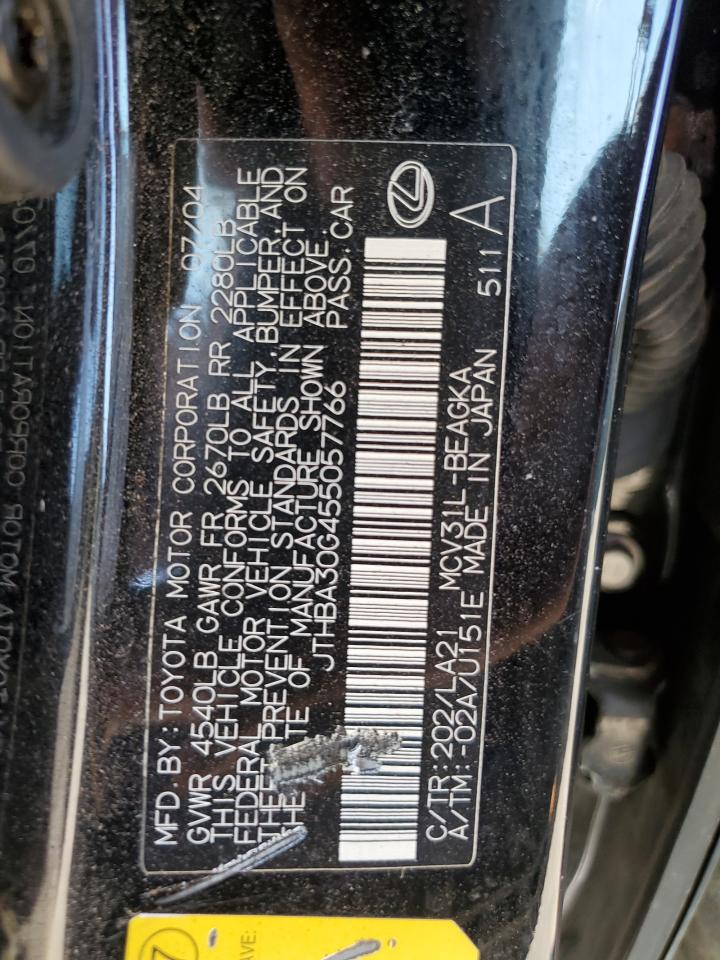 MFD. BY: TOYOTA MOTOR CORPORATION 07/04
GVWR 4540LB GAWR FR 2670LB RR 2280LB
THIS VEHICLE CONFORMS TO ALL APPLICABLE
FEDERAL MOTOR VEHICLE SAFETY, BUMPER, AND
THEFT PREVENTION STANDARDS IN EFFECT ON
THE DATE OF MANUFACTURE SHOWN ABOVE
JTHBA30G455057766 PASS. CAR
C/TR: 202/LA21 MCV31L-BEAGKA
A/TM: -02A/U151E MADE IN JAPAN 511 A
AVE: